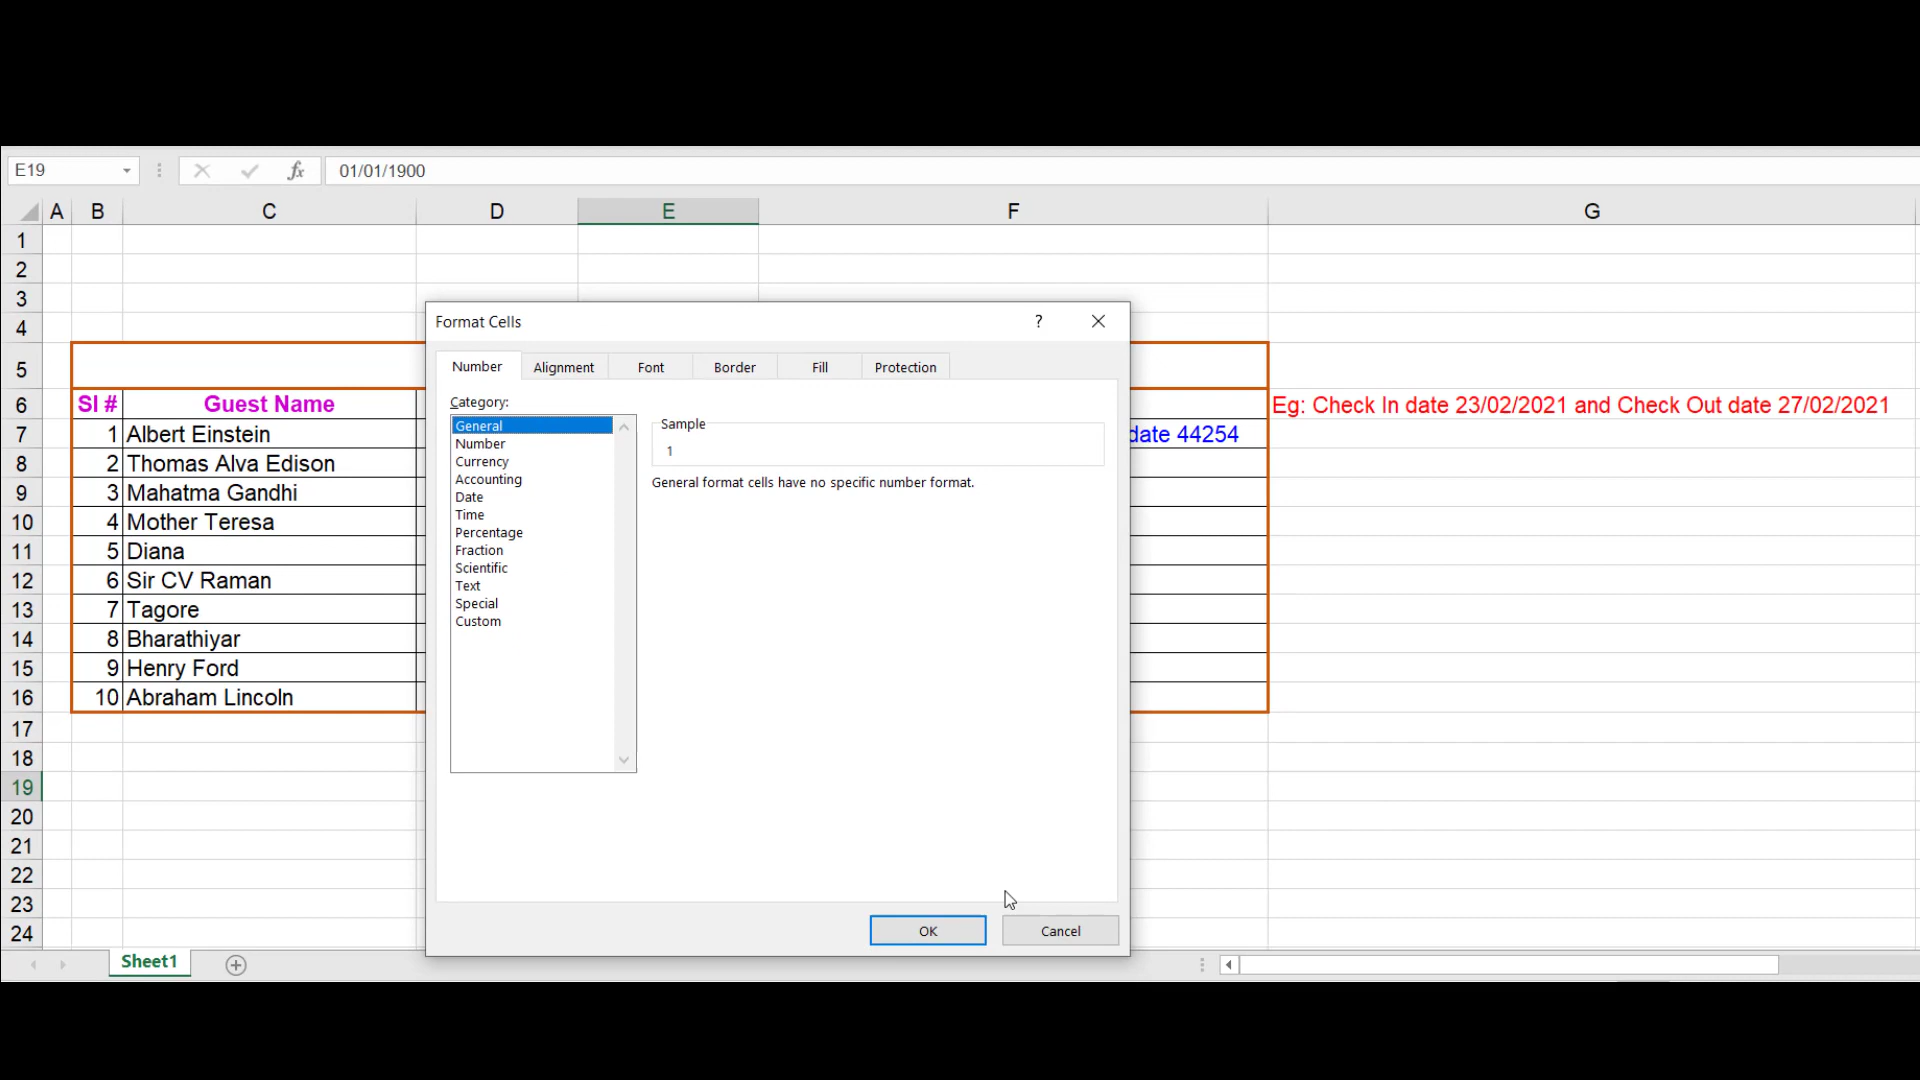 E19 fx 01/01/1900
A B C D E F G
1
2
3
4
Format Cells ?
5
Number Alignment Font Border Fill Protection
6 Sl # Guest Name Eg: Check In date 23/02/2021 and Check Out date 27/02/2021
7 1 Albert Einstein date 44254
8 2 Thomas Alva Edison
9 3 Mahatma Gandhi
10 4 Mother Teresa
11 5 Diana
12 6 Sir CV Raman
13 7 Tagore
14 8 Bharathiyar
15 9 Henry Ford
16 10 Abraham Lincoln
Category:
General
Number
Currency
Accounting
Date
Time
Percentage
Fraction
Scientific
Text
Special
Custom
Sample
1
General format cells have no specific number format.
17
18
19
20
21
22
23
24
OK Cancel
Sheet1